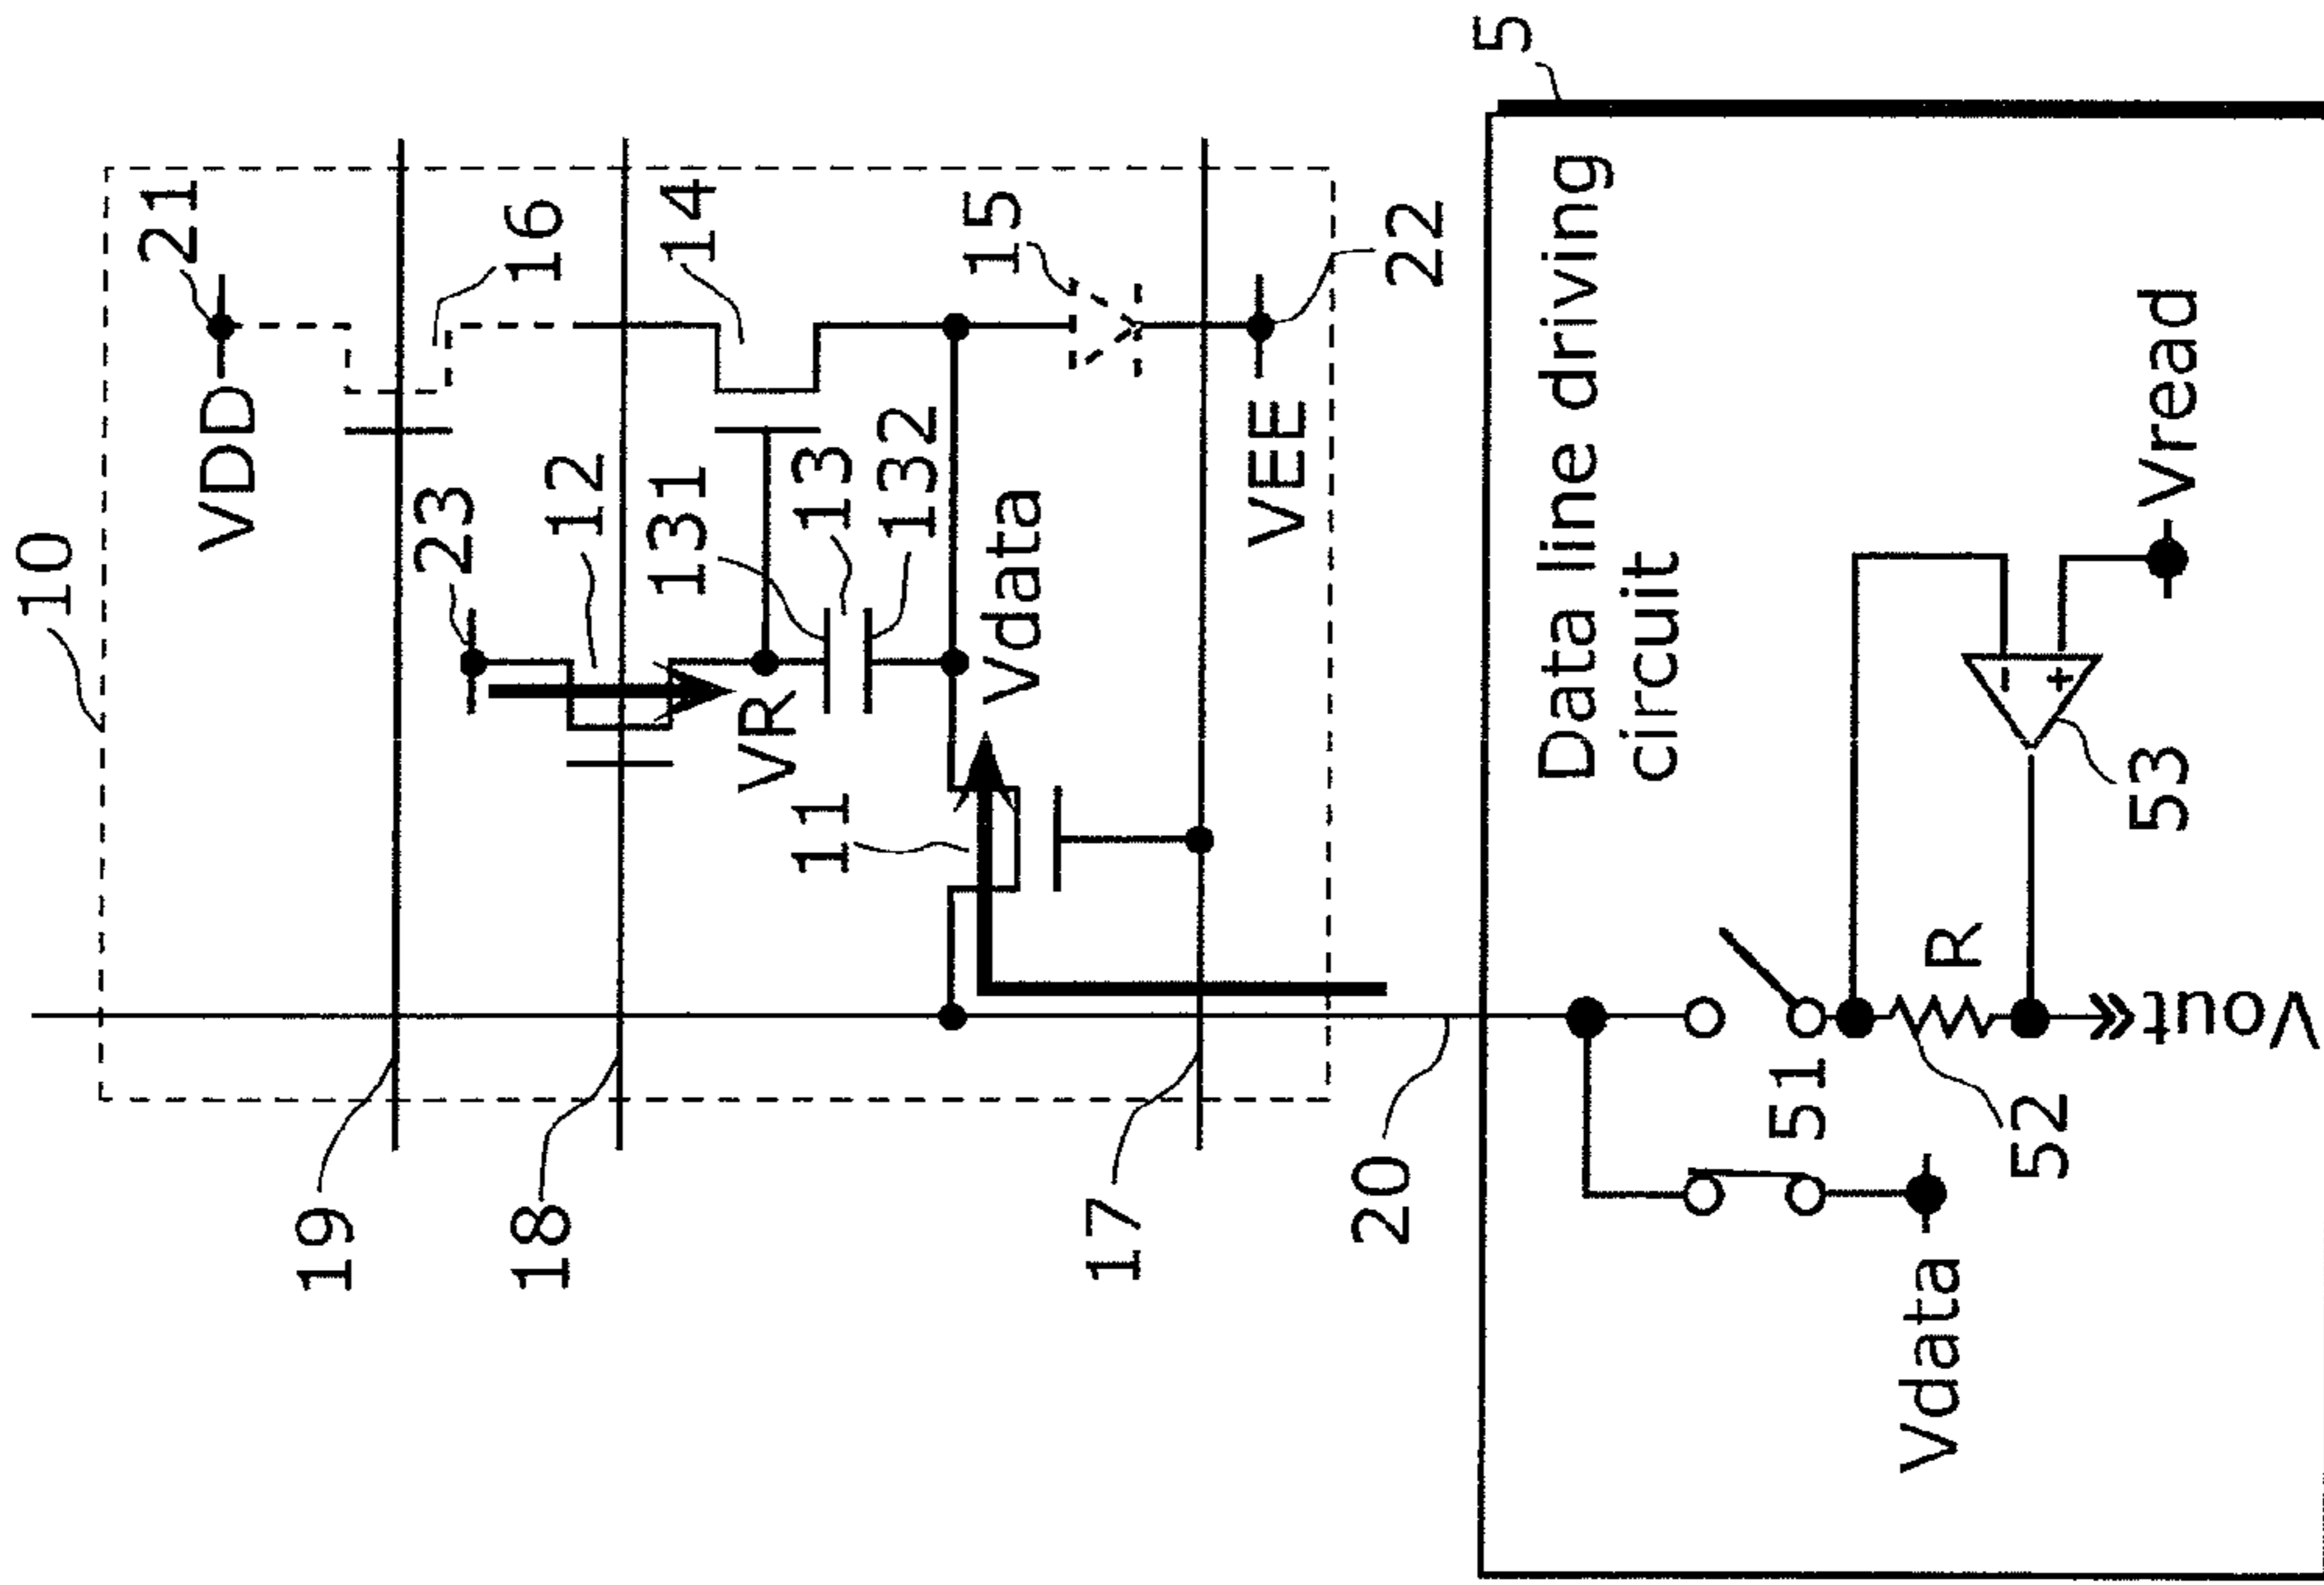 10
21
VDD
19
23
16
18
12
131
14
VR
11
13
132
15
Vdata
17
VEE
20
22
5
Data line driving
circuit
51
Vdata
R
52
-
+
53
Vread
Vout